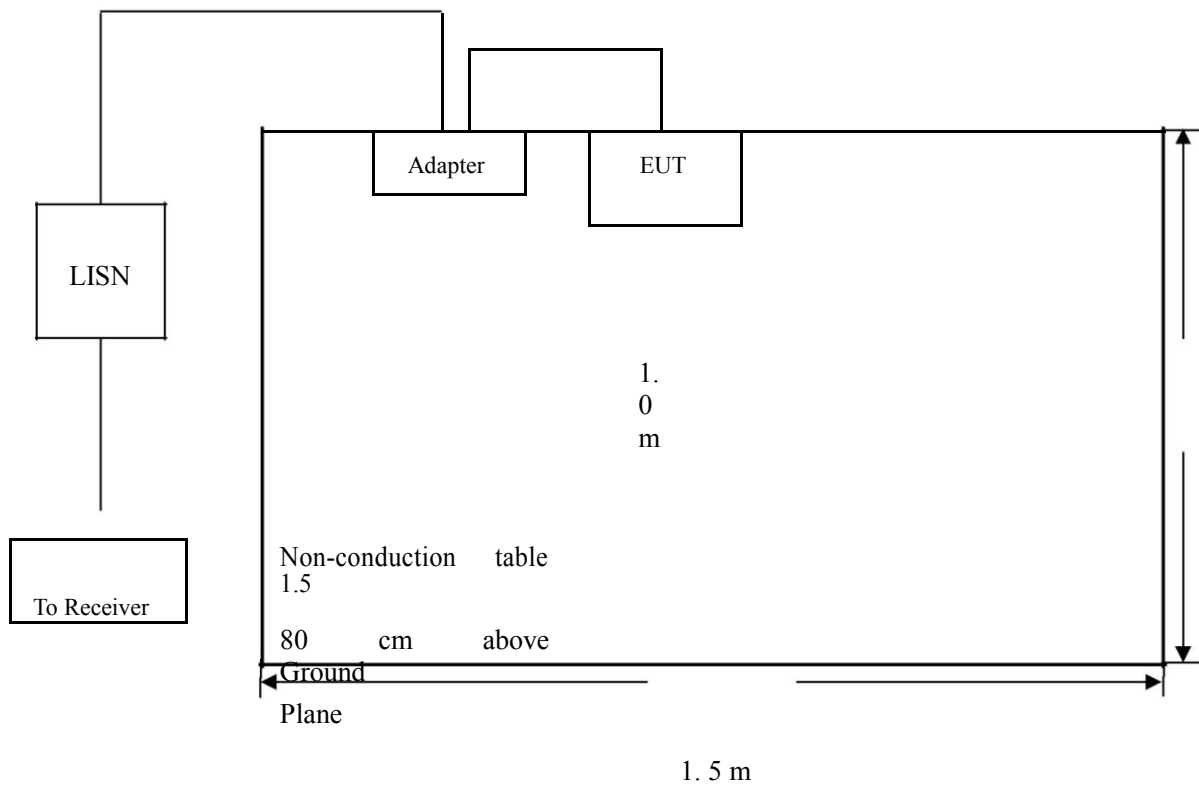 Adapter
EUT
LISN
1.
0
m
Non-conduction table
1.5
To Receiver
80 cm above
Ground
Plane
1. 5 m